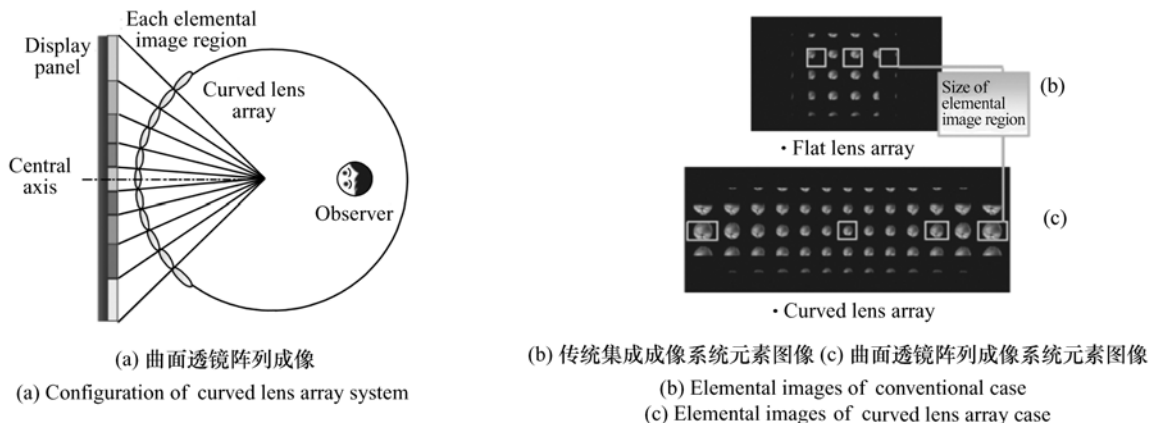 Each elemental
image region
Display
panel
Curved lens
array
Central
axis
Observer
(a) 曲面透镜阵列成像
(a) Configuration of curved lens array system
Size of
elemental
image region
(b)
• Flat lens array
(c)
• Curved lens array
(b) 传统集成成像系统元素图像 (c) 曲面透镜阵列成像系统元素图像
(b) Elemental images of conventional case
(c) Elemental images of curved lens array case